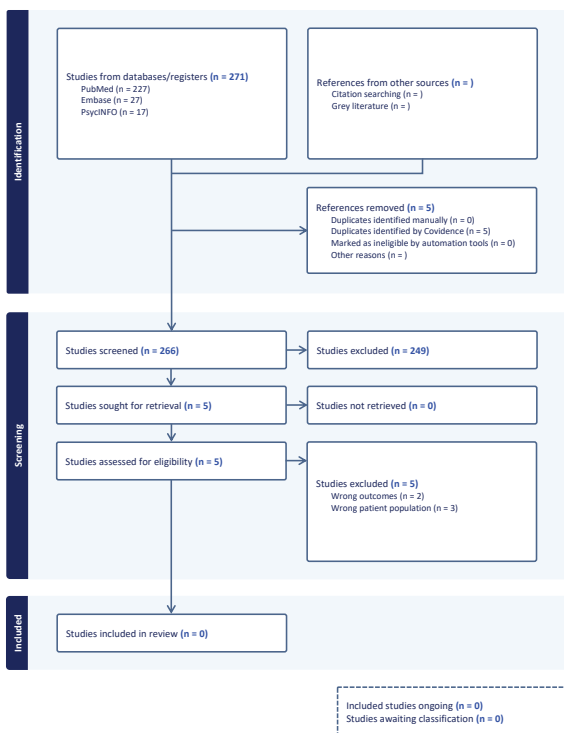 Identification
Studies from databases/registers (n = 271)
PubMed (n = 227)
Embase (n = 27)
PsycINFO (n = 17)
References from other sources (n = )
Citation searching (n = )
Grey literature (n = )
References removed (n = 5)
Duplicates identified manually (n = 0)
Duplicates identified by Covidence (n = 5)
Marked as ineligible by automation tools (n = 0)
Other reasons (n = )
Screening
Studies screened (n = 266)
Studies excluded (n = 249)
Studies sought for retrieval (n = 5)
Studies not retrieved (n = 0)
Studies assessed for eligibility (n = 5)
Studies excluded (n = 5)
Wrong outcomes (n = 2)
Wrong patient population (n = 3)
Included
Studies included in review (n = 0)
Included studies ongoing (n = 0)
Studies awaiting classification (n = 0)